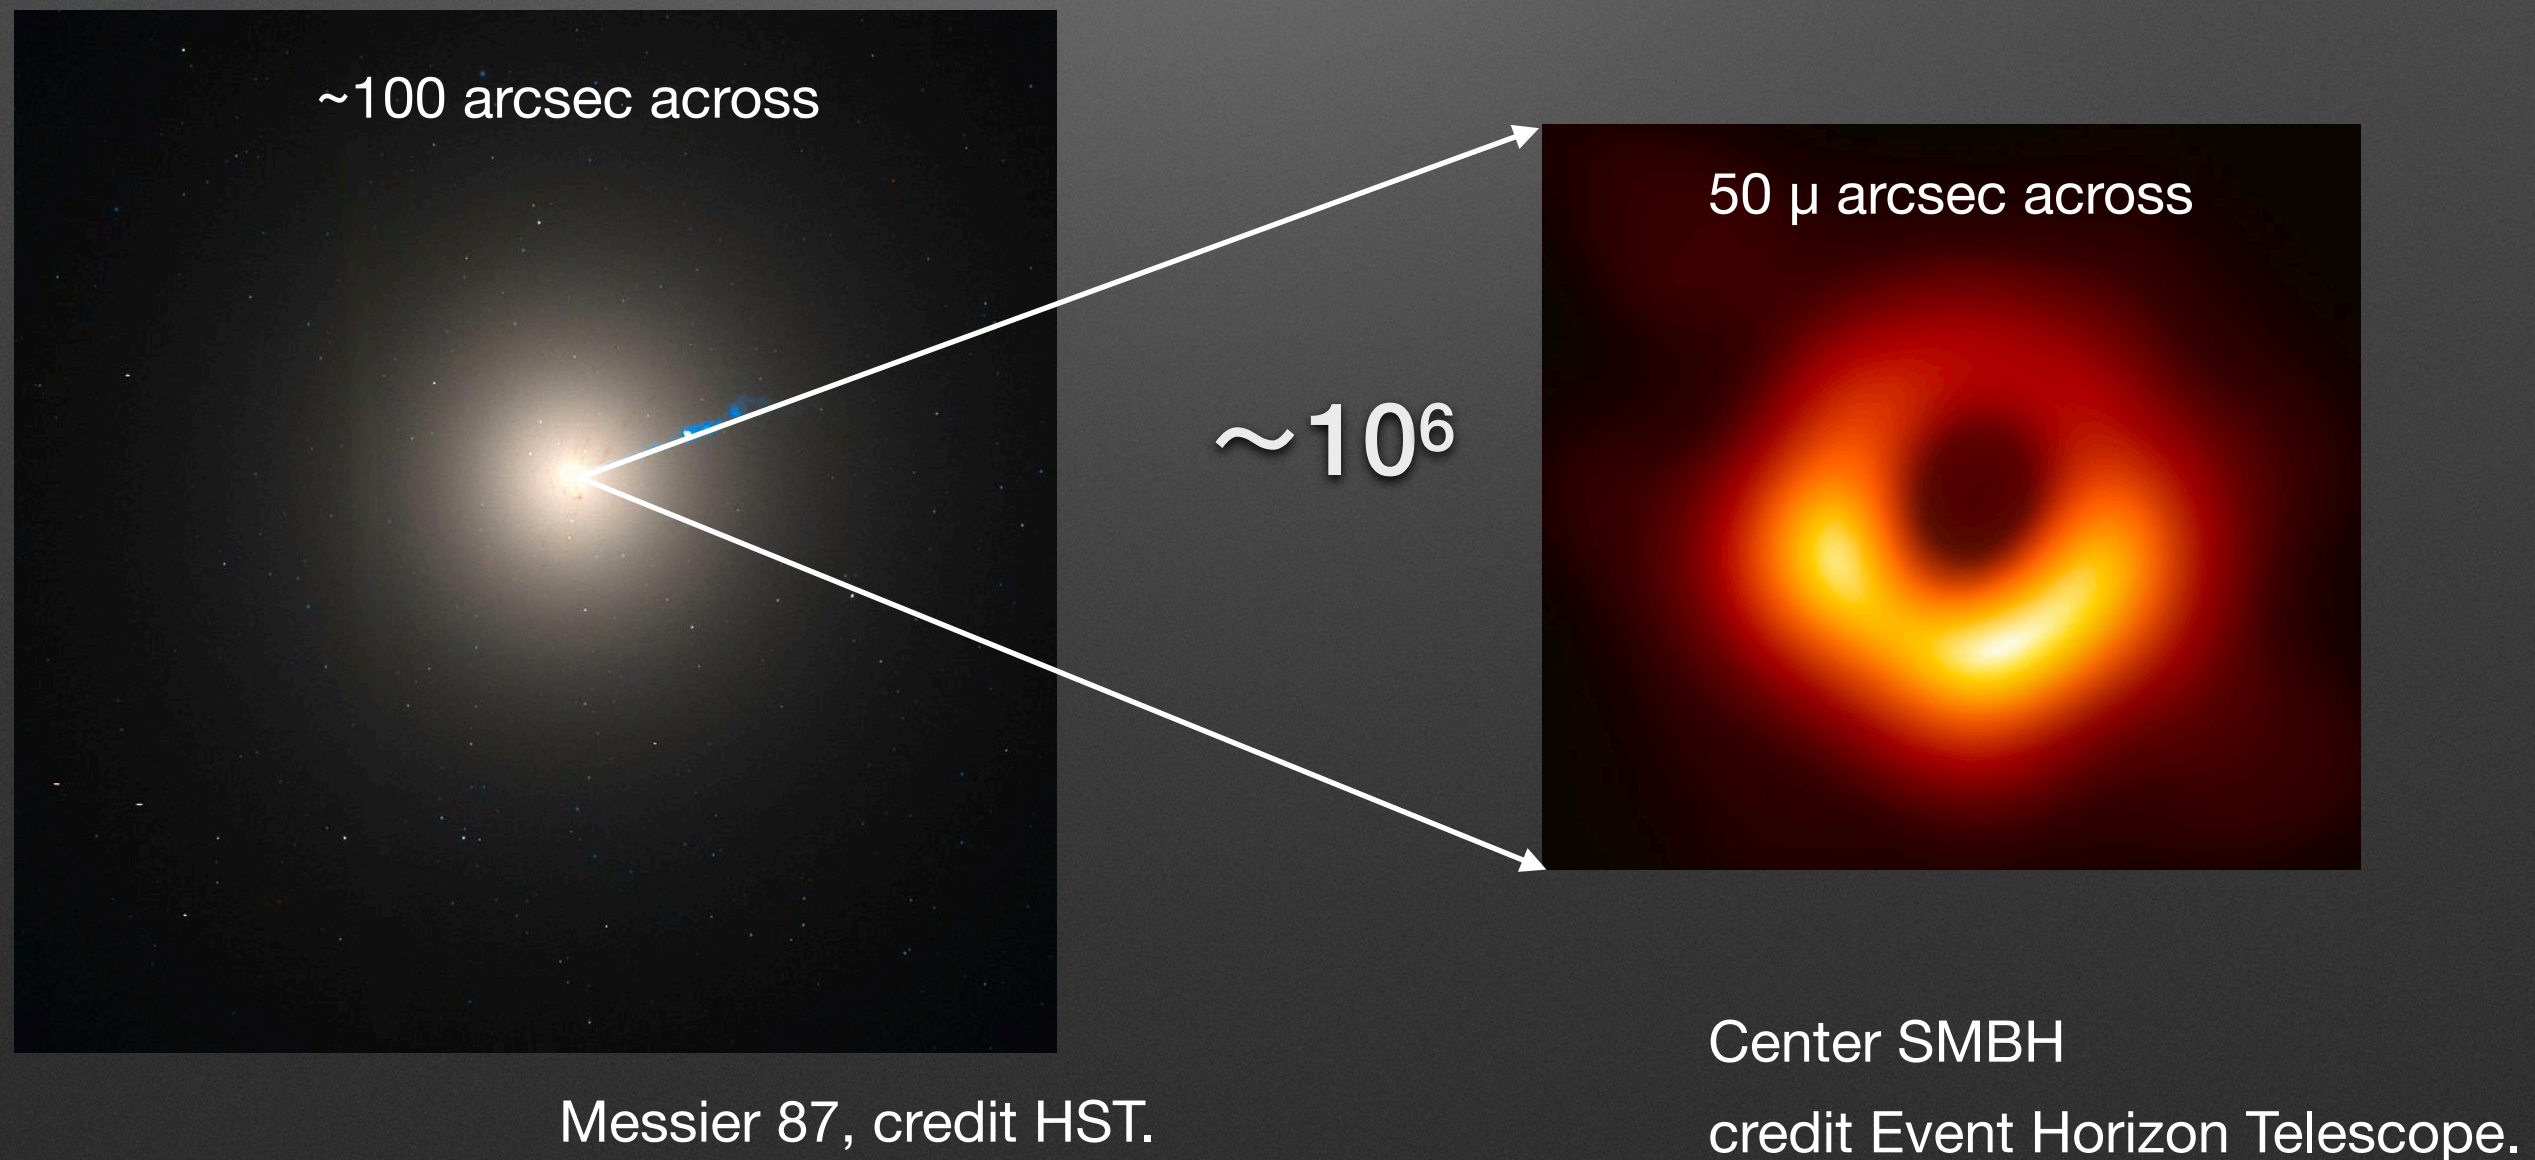 ~100 arcsec across
50 μ arcsec across
~10⁶
Center SMBH
Messier 87, credit HST.
credit Event Horizon Telescope.